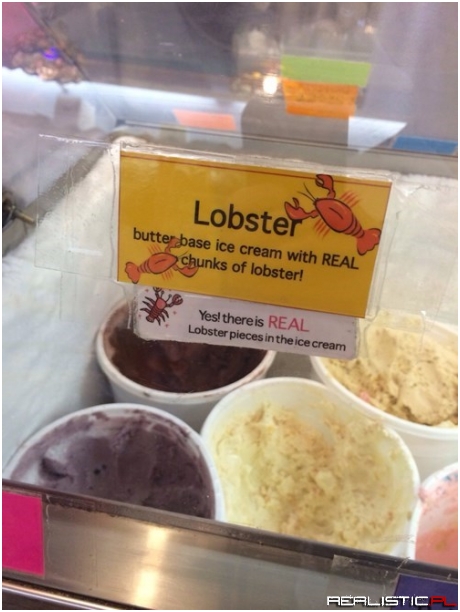 Lobster
butter base ice cream with REAL
chunks of lobster!
Yes! there is REAL
Lobster pieces in the ice cream
REALISTICPL